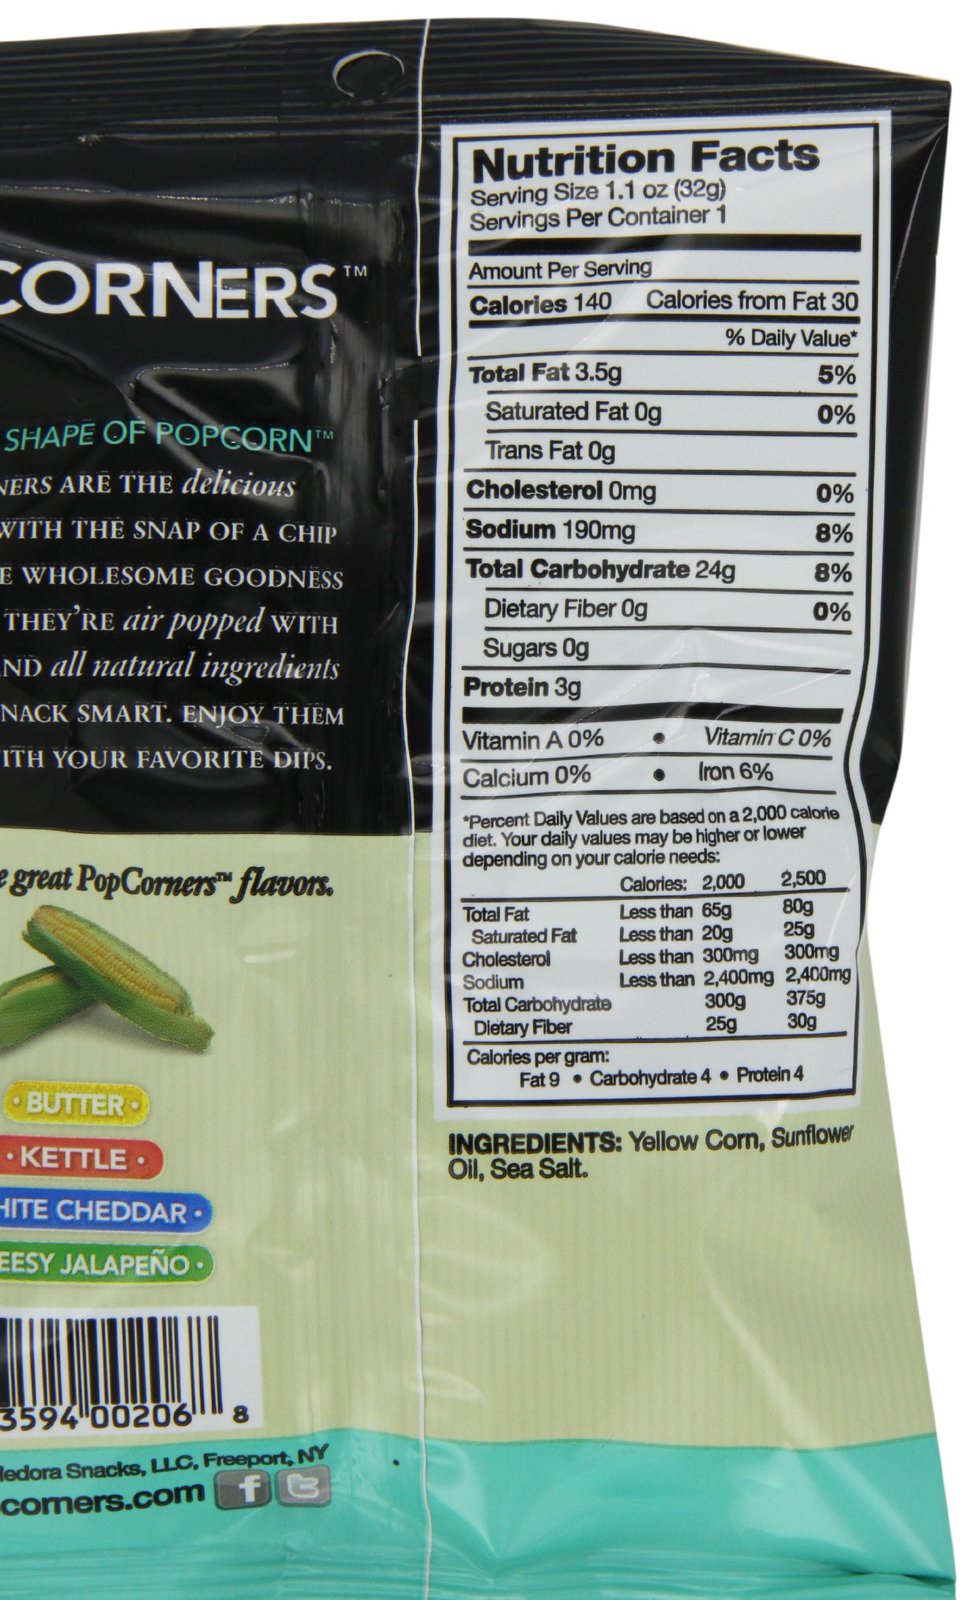 CORNERS™
SHAPE OF POPCORN™
NERS ARE THE delicious
WITH THE SNAP OF A CHIP
E WHOLESOME GOODNESS
THEY'RE air popped WITH
AND all natural ingredients
NACK SMART. ENJOY THEM
ITH YOUR FAVORITE DIPS.
e great PopCorners™ flavors.
• BUTTER •
• KETTLE •
HITE CHEDDAR •
EESY JALAPEÑO •
3594 00206 8
edora Snacks, LLC, Freeport, NY
corners.com f t
Nutrition Facts
Serving Size 1.1 oz (32g)
Servings Per Container 1
Amount Per Serving
Calories 140 Calories from Fat 30
% Daily Value*
Total Fat 3.5g 5%
Saturated Fat 0g 0%
Trans Fat 0g
Cholesterol 0mg 0%
Sodium 190mg 8%
Total Carbohydrate 24g 8%
Dietary Fiber 0g 0%
Sugars 0g
Protein 3g
Vitamin A 0% • Vitamin C 0%
Calcium 0% • Iron 6%
*Percent Daily Values are based on a 2,000 calorie
diet. Your daily values may be higher or lower
depending on your calorie needs:
Calories: 2,000 2,500
Total Fat Less than 65g 80g
Saturated Fat Less than 20g 25g
Cholesterol Less than 300mg 300mg
Sodium Less than 2,400mg 2,400mg
Total Carbohydrate 300g 375g
Dietary Fiber 25g 30g
Calories per gram:
Fat 9 • Carbohydrate 4 • Protein 4
INGREDIENTS: Yellow Corn, Sunflower
Oil, Sea Salt.